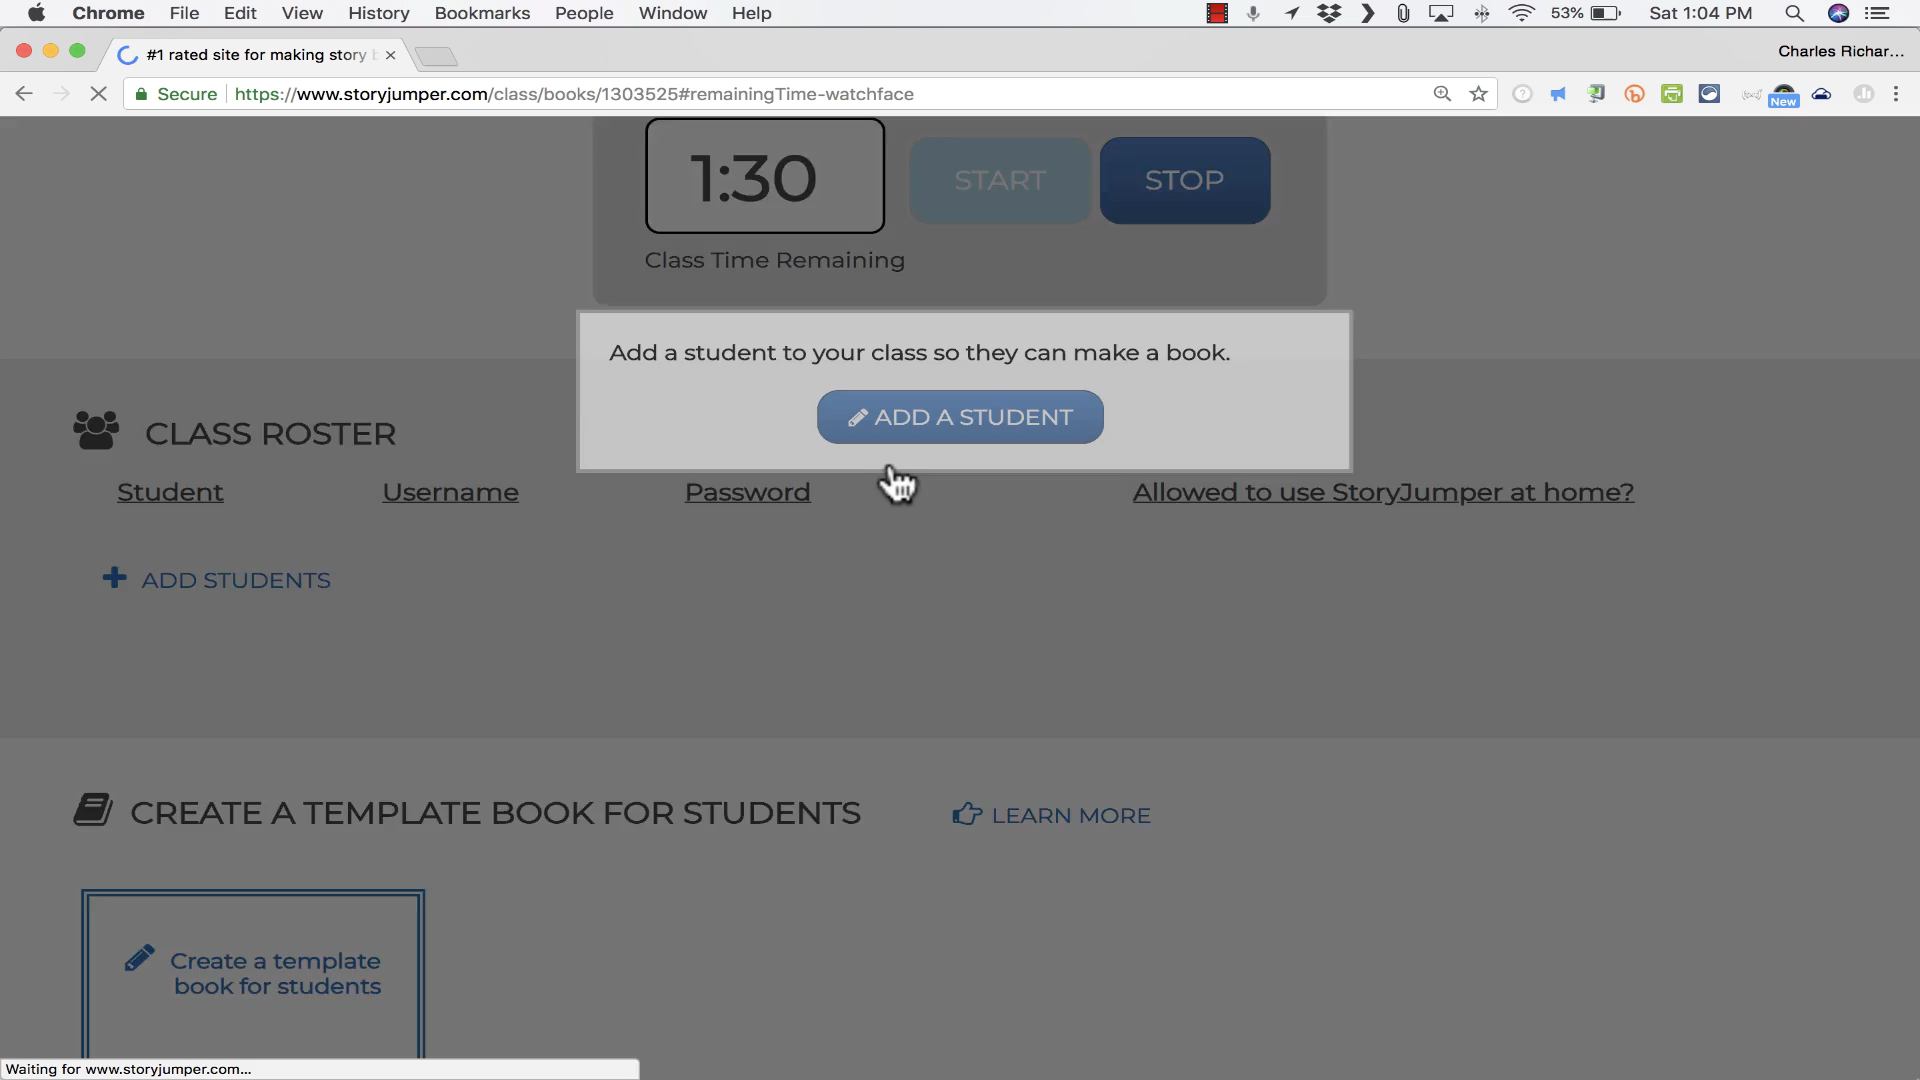 Chrome File Edit View History Bookmarks People Window Help 53% Sat 1:04 PM
#1 rated site for making story Charles Richar...
Secure https://www.storyjumper.com/class/books/1303525#remainingTime-watchface New
1:30 START STOP
Class Time Remaining
Add a student to your class so they can make a book.
ADD A STUDENT
CLASS ROSTER
Student Username Password Allowed to use StoryJumper at home?
ADD STUDENTS
CREATE A TEMPLATE BOOK FOR STUDENTS LEARN MORE
Create a template
book for students
Waiting for www.storyjumper.com...